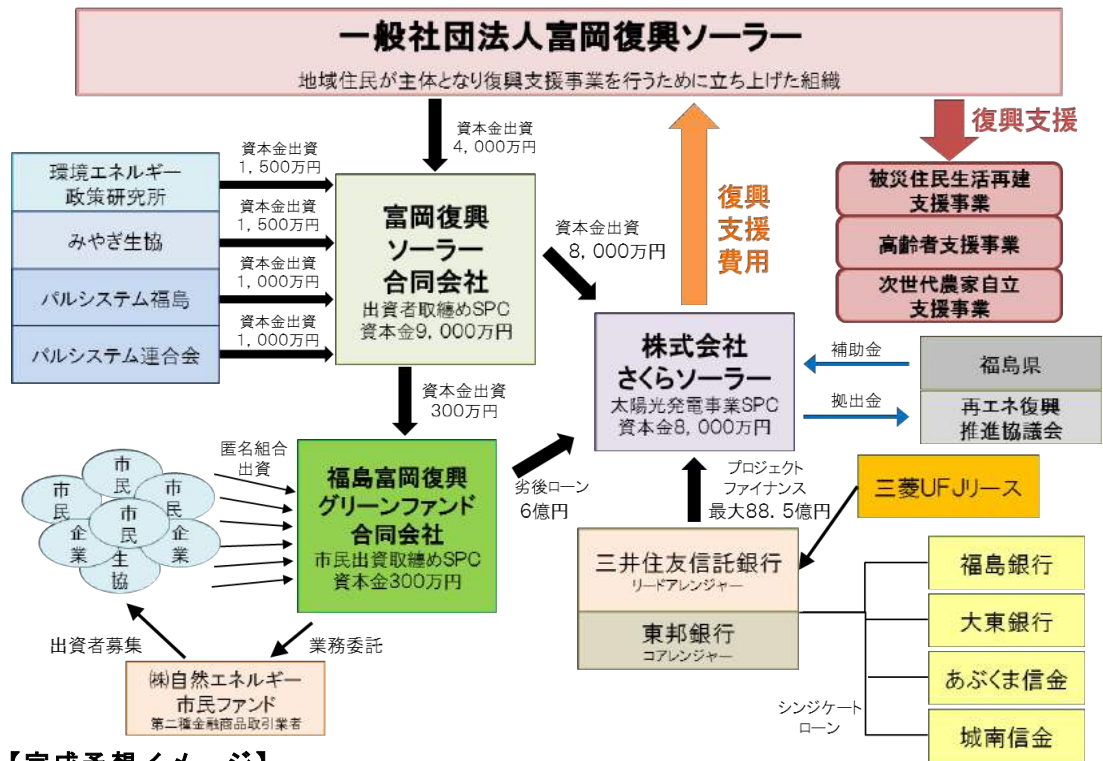 一般社団法人富岡復興ソーラー
地域住民が主体となり復興支援事業を行うために立ち上げた組織
資本金出資
4,000万円
復興
支援
費用
復興支援
被災住民生活再建
支援事業
高齢者支援事業
次世代農家自立
支援事業
環境エネルギー
政策研究所
みやぎ生協
パルシステム福島
パルシステム連合会
資本金出資
1,500万円
資本金出資
1,500万円
資本金出資
1,000万円
資本金出資
1,000万円
富岡復興
ソーラー
合同会社
出資者取纏めSPC
資本金9,000万円
資本金出資
8,000万円
株式会社
さくらソーラー
太陽光発電事業SPC
資本金8,000万円
補助金
福島県
拠出金
再エネ復興
推進協議会
資本金出資
300万円
匿名組合
出資
市民
市民
市民
企業
企業
市民
生協
福島富岡復興
グリーンファンド
合同会社
市民出資取纏めSPC
資本金300万円
劣後ローン
6億円
プロジェクト
ファイナンス
最大88.5億円
三菱UFJリース
三井住友信託銀行
リードアレンジャー
東邦銀行
コアレンジャー
福島銀行
大東銀行
あぶくま信金
城南信金
シンジケート
ローン
出資者募集
業務委託
㈱自然エネルギー
市民ファンド
第二種金融商品取引業者
【完成予想イメージ】